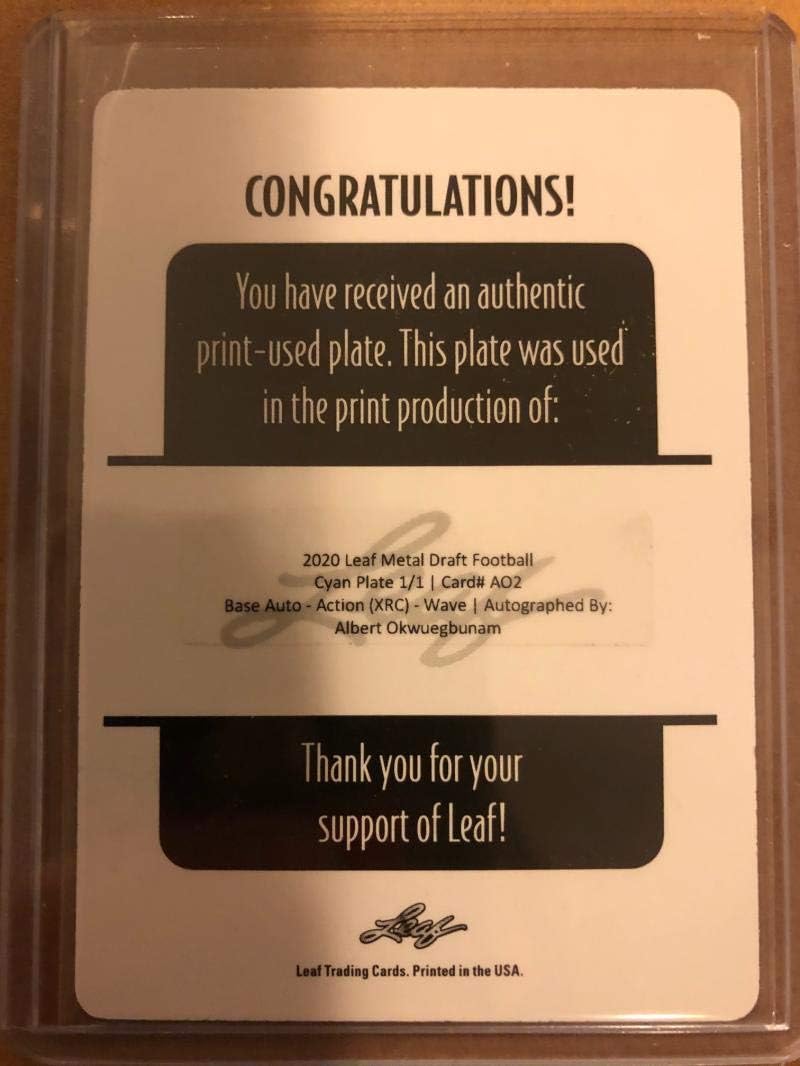 CONGRATULATIONS!
You have received an authentic
print-used plate. This plate was used
in the print production of:
2020 Leaf Metal Draft Football
Cyan Plate 1/1 | Card# AO2
Base Auto - Action (XRC) - Wave | Autographed By:
Albert Okwuegbunam
Leaf
Thank you for your
support of Leaf!
Leaf
Leaf Trading Cards. Printed in the USA.